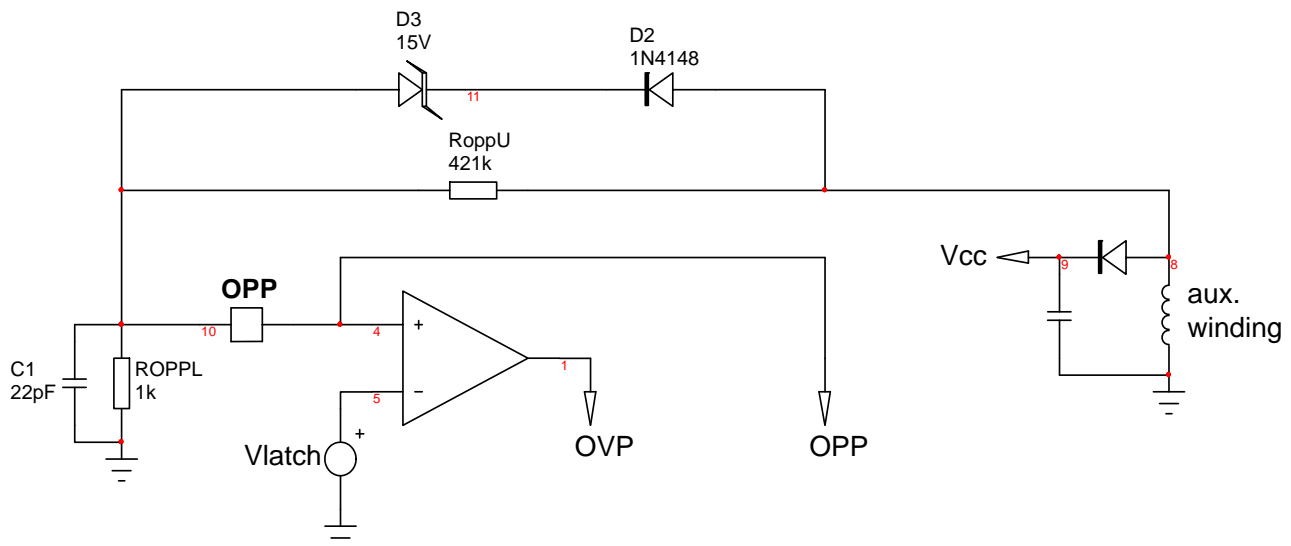 D3
15V
D2
1N4148
11
RoppU
421k
Vcc
9
8
aux.
winding
OPP
10
4
+
C1
22pF
ROPPL
1k
1
5
−
+
Vlatch
OVP
OPP